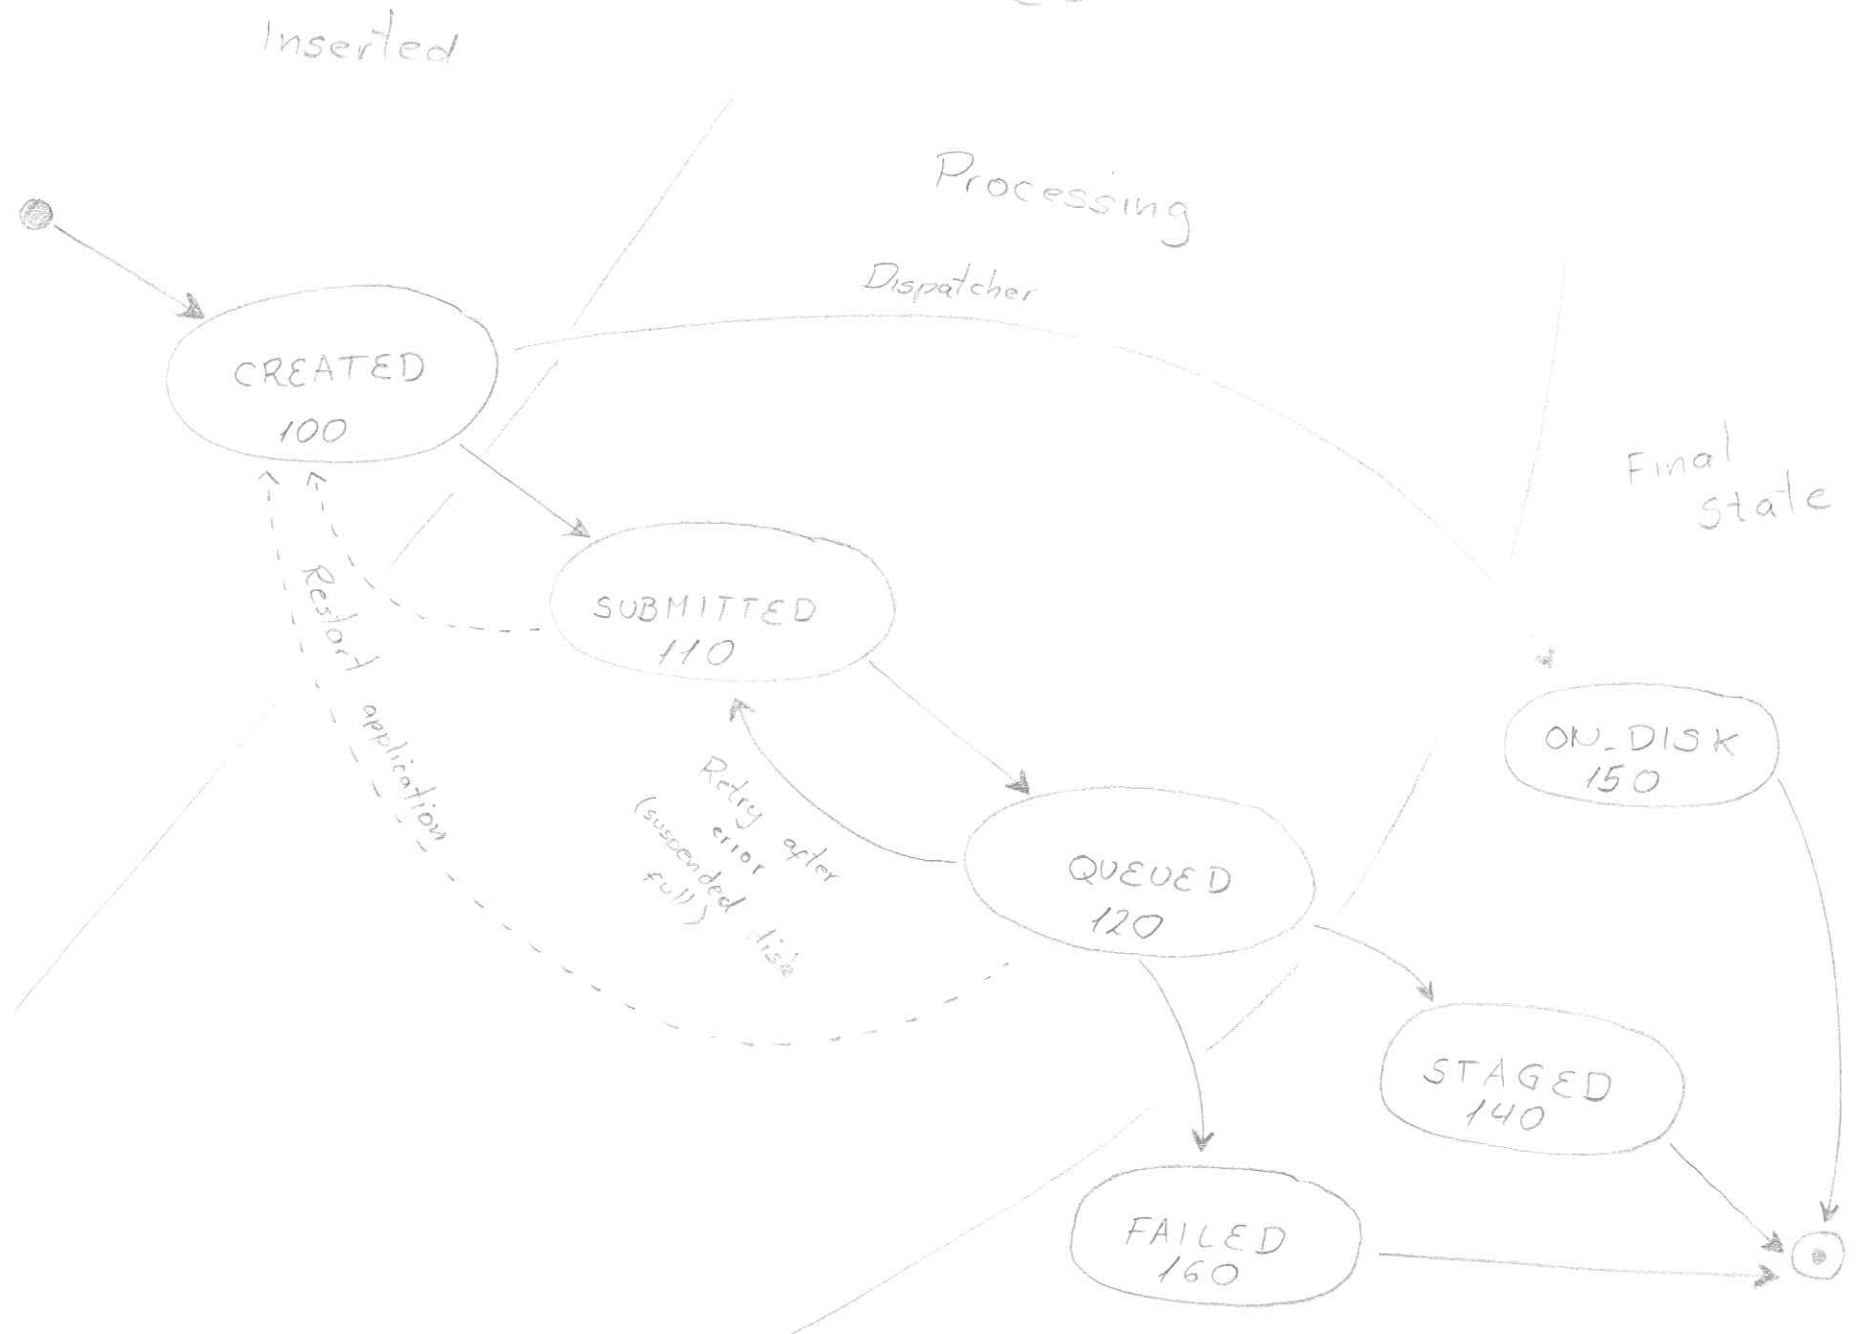 Inserted
Processing
Dispatcher
CREATED
100
Final
state
Restart application
SUBMITTED
110
ON_DISK
150
Retry after
error
(suspended disk
full)
QUEUED
120
STAGED
140
FAILED
160